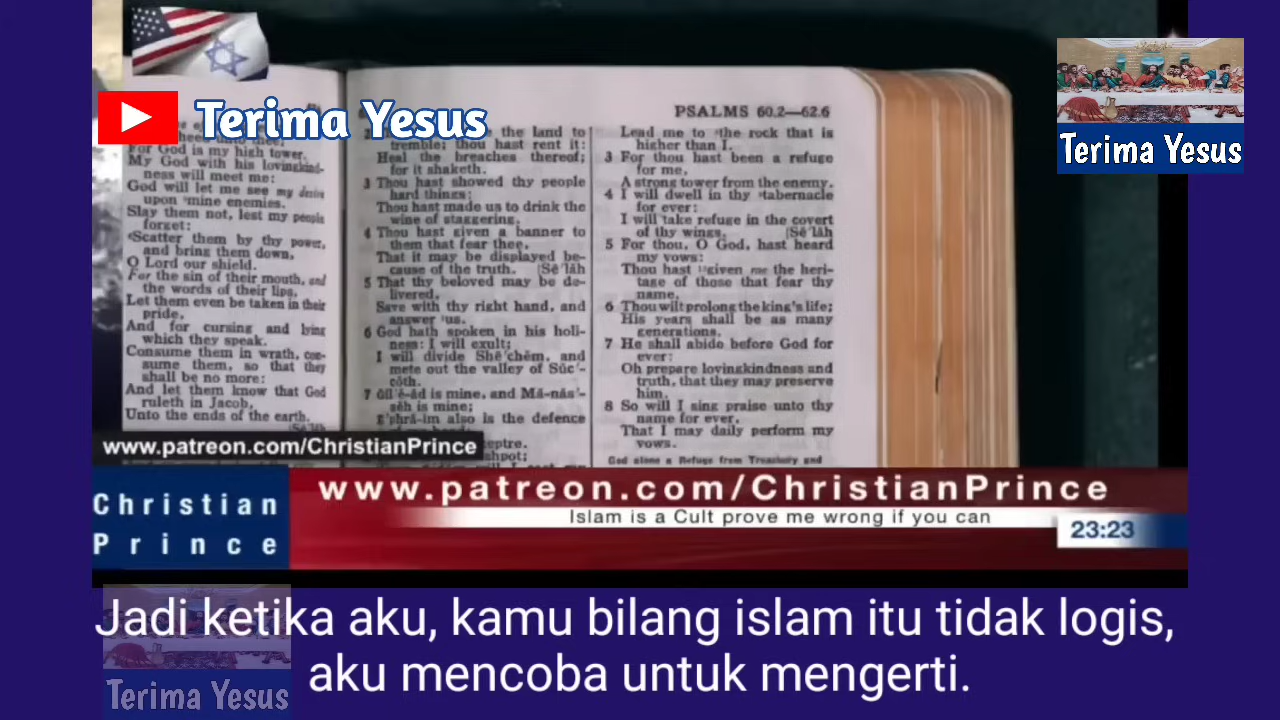 Terima Yesus
Terima Yesus
For God is my high tower.
My God with his lovingkind-
ness will meet me:
God will let me see my desire
upon mine enemies.
Slay them not, lest my people
forget:
Scatter them by thy power,
and bring them down,
O Lord our shield.
For the sin of their mouth, and
the words of their lips,
Let them even be taken in their
pride,
And for cursing and lying
which they speak.
Consume them in wrath, con-
sume them, so that they
shall be no more:
And let them know that God
ruleth in Jacob,
Unto the ends of the earth.
the land to
tremble; thou hast rent it:
Heal the breaches thereof;
for it shaketh.
3 Thou hast showed thy people
hard things:
Thou hast made us to drink the
wine of staggering.
4 Thou hast given a banner to
them that fear thee,
That it may be displayed be-
cause of the truth. [Sē´lāh
5 That thy beloved may be de-
livered,
Save with thy right hand, and
answer us.
6 God hath spoken in his holi-
ness: I will exult;
I will divide Shē´chĕm, and
mete out the valley of Sŭc´-
cŏth.
7 Gĭl´ē-ăd is mine, and Mȧ-năs´-
sĕh is mine;
E´phrȧ-im also is the defence
PSALMS 60.2—62.6
Lead me to the rock that is
higher than I.
3 For thou hast been a refuge
for me,
A strong tower from the enemy.
4 I will dwell in thy tabernacle
for ever:
I will take refuge in the covert
of thy wings. [Sē´lāh
5 For thou, O God, hast heard
my vows:
Thou hast given me the heri-
tage of those that fear thy
name.
6 Thou wilt prolong the king's life;
His years shall be as many
generations.
7 He shall abide before God for
ever:
Oh prepare lovingkindness and
truth, that they may preserve
him.
8 So will I sing praise unto thy
name for ever,
That I may daily perform my
vows.
God alone a Refuge from Treachery and
www.patreon.com/ChristianPrince
Christian
Prince
www.patreon.com/ChristianPrince
Islam is a Cult prove me wrong if you can
23:23
Jadi ketika aku, kamu bilang islam itu tidak logis,
aku mencoba untuk mengerti.
Terima Yesus